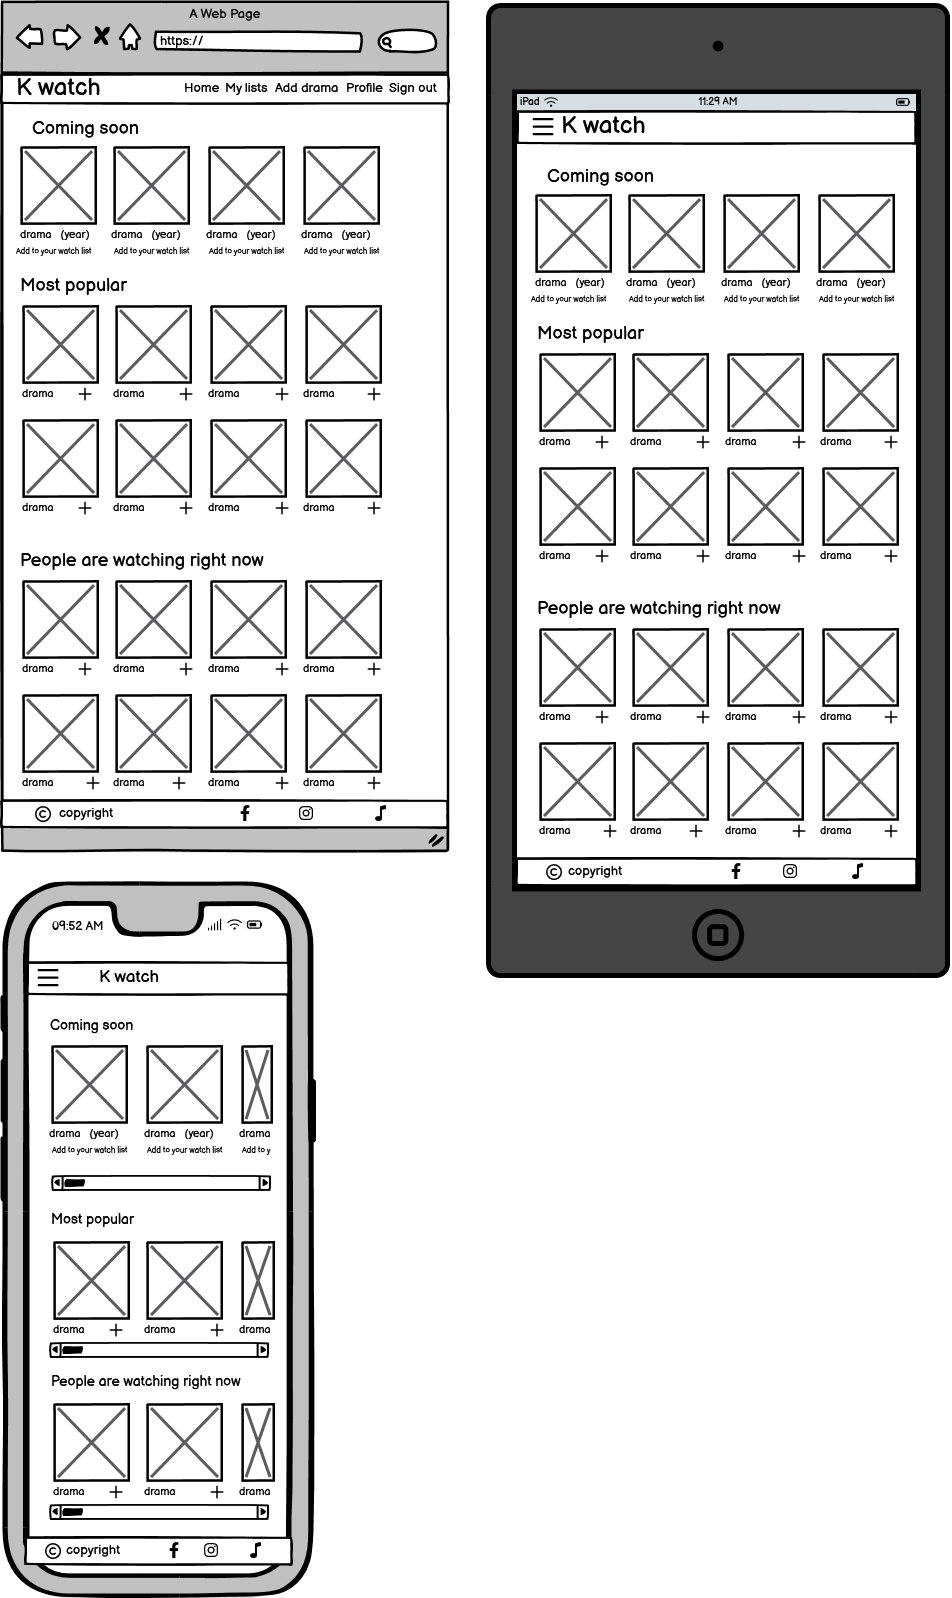 A Web Page
https://
K watch Home My lists Add drama Profile Sign out
Coming soon
drama (year) drama (year) drama (year) drama (year)
Add to your watch list Add to your watch list Add to your watch list Add to your watch list
Most popular
drama drama drama drama
drama drama drama drama
People are watching right now
drama drama drama drama
drama drama drama drama
© copyright
iPad 11:29 AM
K watch
Coming soon
drama (year) drama (year) drama (year) drama (year)
Add to your watch list Add to your watch list Add to your watch list Add to your watch list
Most popular
drama drama drama drama
drama drama drama drama
People are watching right now
drama drama drama drama
drama drama drama drama
© copyright
09:52 AM
K watch
Coming soon
drama (year) drama (year) drama
Add to your watch list Add to your watch list Add to y
Most popular
drama drama drama
People are watching right now
drama drama drama
© copyright